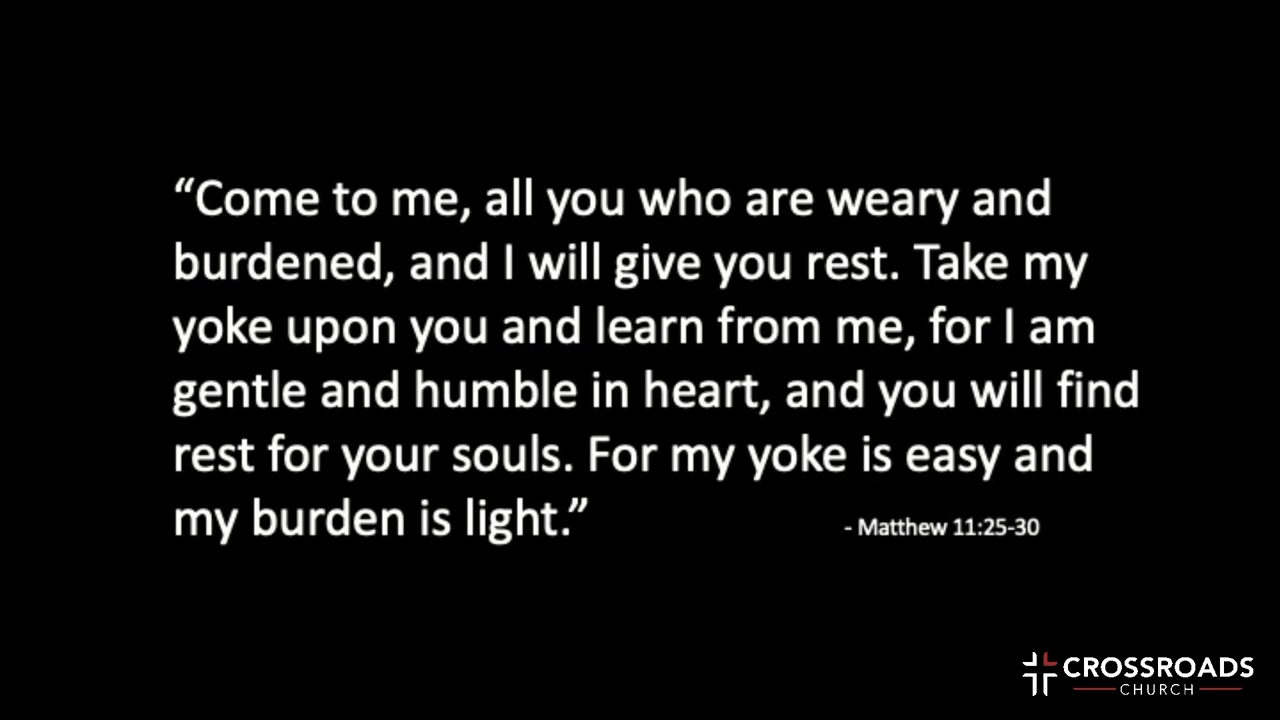 “Come to me, all you who are weary and
burdened, and I will give you rest. Take my
yoke upon you and learn from me, for I am
gentle and humble in heart, and you will find
rest for your souls. For my yoke is easy and
my burden is light.”
- Matthew 11:25-30
CROSSROADS
CHURCH